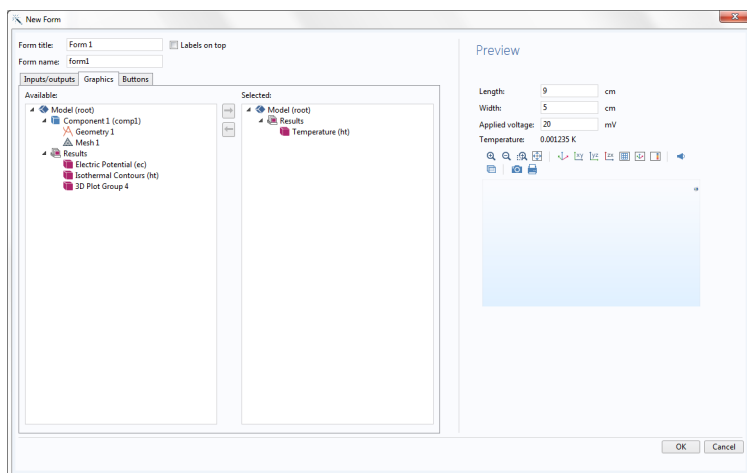 New Form
Form title: Form 1 Labels on top
Form name: form1
Inputs/outputs Graphics Buttons
Available:
Model (root)
Component 1 (comp1)
Geometry 1
Mesh 1
Results
Electric Potential (ec)
Isothermal Contours (ht)
3D Plot Group 4
Selected:
Model (root)
Results
Temperature (ht)
Preview
Length: 9 cm
Width: 5 cm
Applied voltage: 20 mV
Temperature: 0.001235 K
xy yz zx
OK Cancel